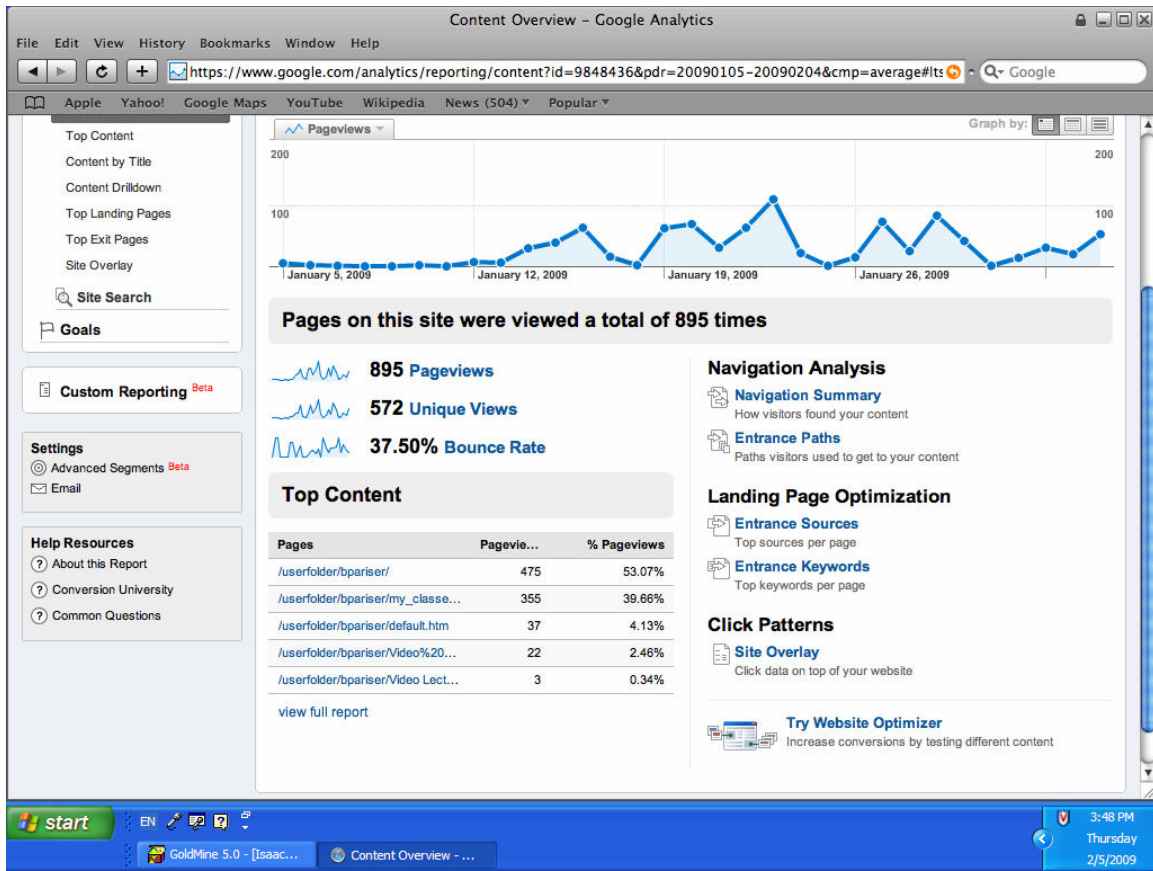 Content Overview – Google Analytics
File Edit View History Bookmarks Window Help
https://www.google.com/analytics/reporting/content?id=9848436&pdr=20090105-20090204&cmp=average#lts
Google
Apple Yahoo! Google Maps YouTube Wikipedia News (504) Popular
Top Content
Content by Title
Content Drilldown
Top Landing Pages
Top Exit Pages
Site Overlay
Site Search
Goals
Custom Reporting Beta
Settings
Advanced Segments Beta
Email
Help Resources
About this Report
Conversion University
Common Questions
Pageviews
Graph by:
200 200
100 100
January 5, 2009 January 12, 2009 January 19, 2009 January 26, 2009
Pages on this site were viewed a total of 895 times
895 Pageviews
572 Unique Views
37.50% Bounce Rate
Top Content
Pages Pagevie... % Pageviews
/userfolder/bpariser/ 475 53.07%
/userfolder/bpariser/my_classe... 355 39.66%
/userfolder/bpariser/default.htm 37 4.13%
/userfolder/bpariser/Video%20... 22 2.46%
/userfolder/bpariser/Video Lect... 3 0.34%
view full report
Navigation Analysis
Navigation Summary
How visitors found your content
Entrance Paths
Paths visitors used to get to your content
Landing Page Optimization
Entrance Sources
Top sources per page
Entrance Keywords
Top keywords per page
Click Patterns
Site Overlay
Click data on top of your website
Try Website Optimizer
Increase conversions by testing different content
start EN
GoldMine 5.0 - [Isaac... Content Overview - ...
3:48 PM
Thursday
2/5/2009